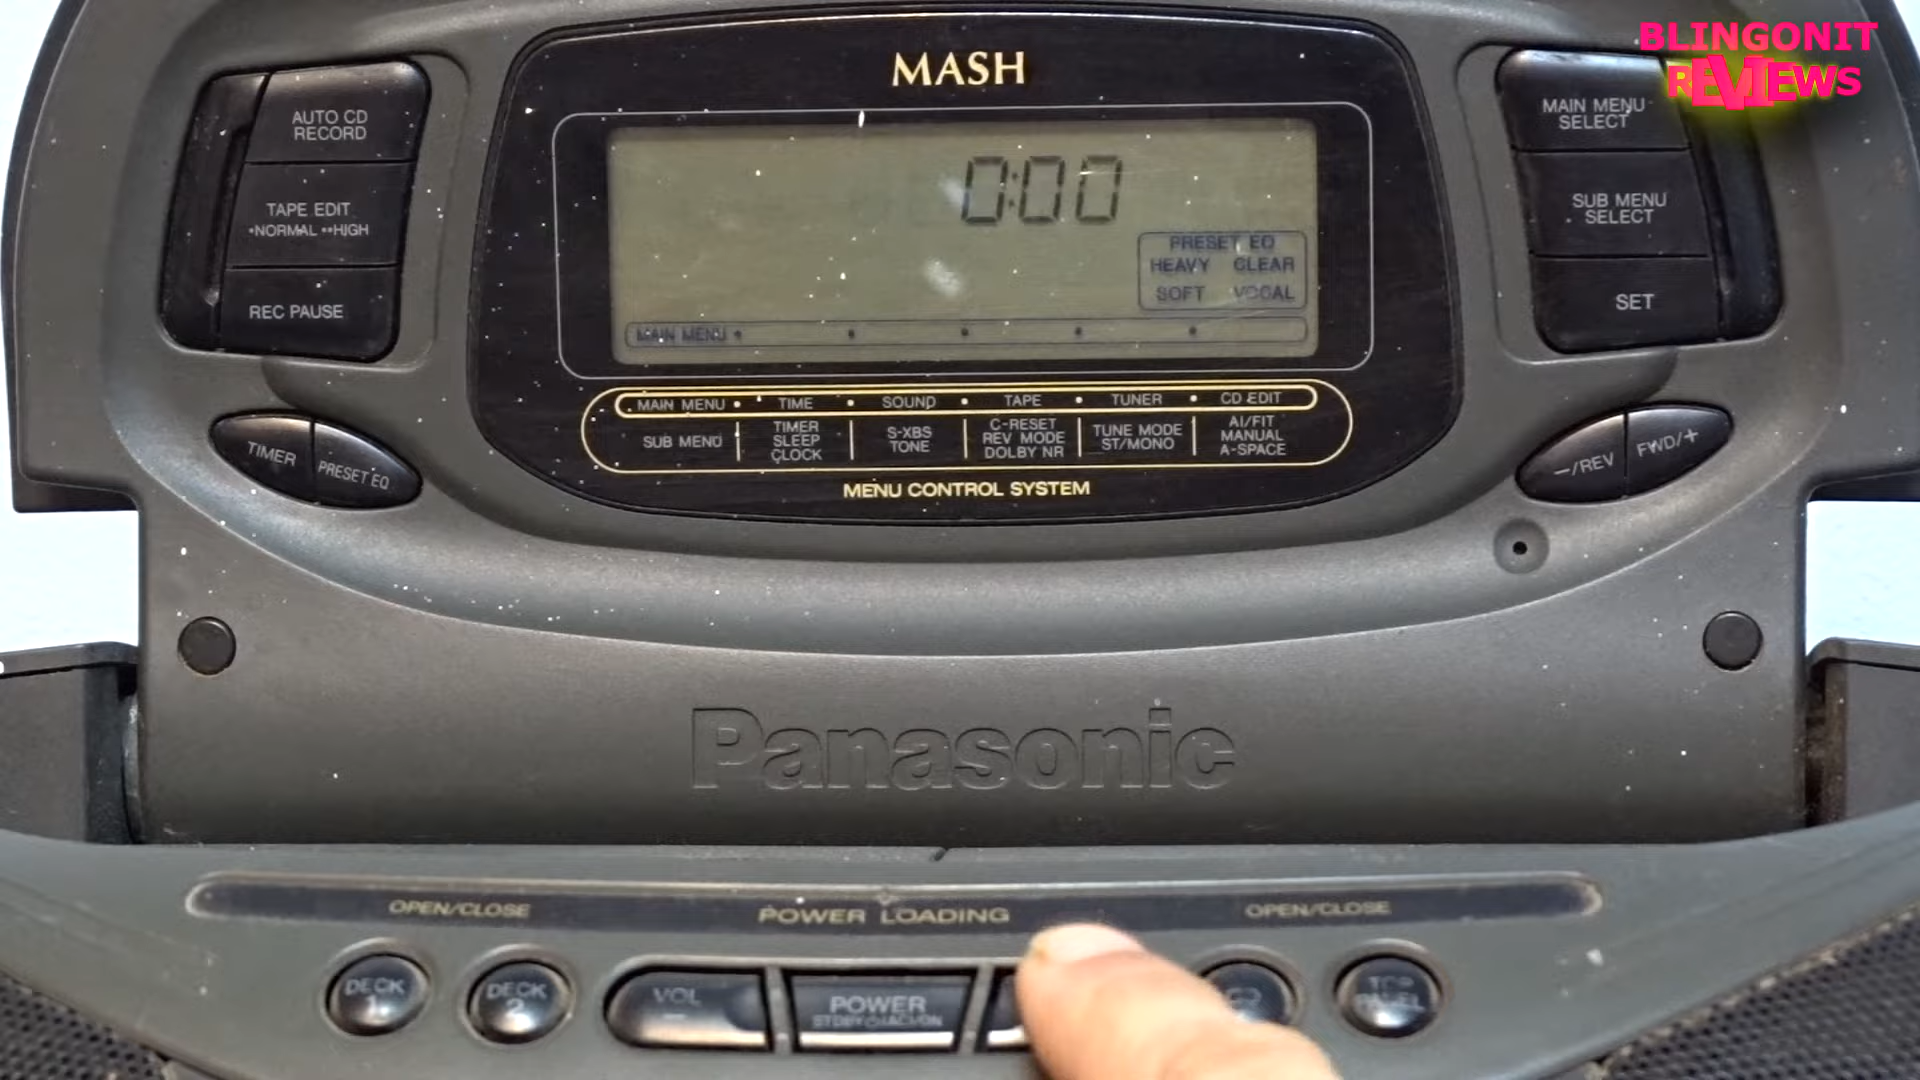 BLINGONIT
REVIEWS
MASH
AUTO CD
RECORD
TAPE EDIT
•NORMAL ••HIGH
REC PAUSE
0:00
PRESET EQ
HEAVY CLEAR
SOFT VOCAL
MAIN MENU
MAIN MENU
SELECT
SUB MENU
SELECT
SET
MAIN MENU • TIME • SOUND • TAPE • TUNER • CD EDIT
SUB MENU
TIMER
SLEEP
CLOCK
S-XBS
TONE
C-RESET
REV MODE
DOLBY NR
TUNE MODE
ST/MONO
AI/FIT
MANUAL
A-SPACE
MENU CONTROL SYSTEM
TIMER
PRESET EQ
−/REV
FWD/+
Panasonic
OPEN/CLOSE
POWER LOADING
OPEN/CLOSE
DECK
1
DECK
2
VOL
−
POWER
TOP
PANEL